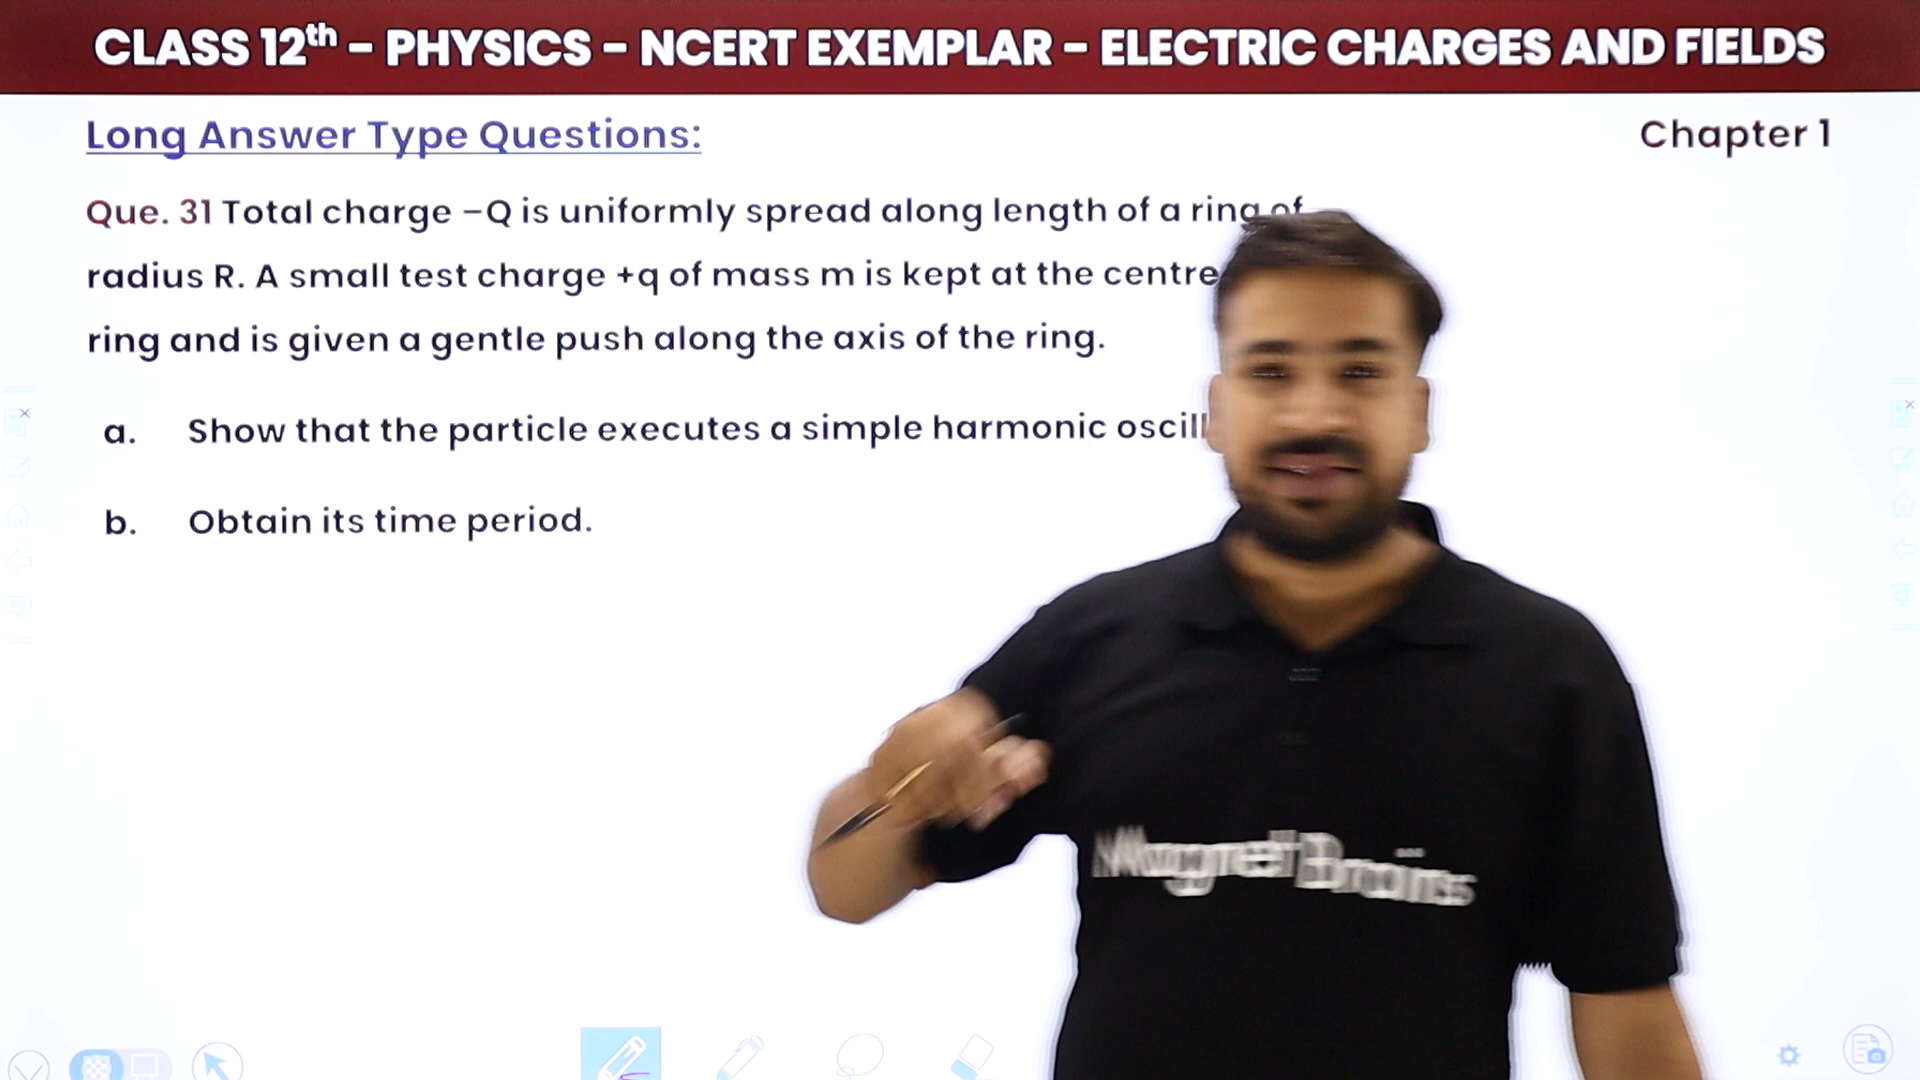 CLASS 12th – PHYSICS – NCERT EXEMPLAR – ELECTRIC CHARGES AND FIELDS
Long Answer Type Questions:
Chapter 1
Que. 31 Total charge –Q is uniformly spread along length of a ring of
radius R. A small test charge +q of mass m is kept at the centre
ring and is given a gentle push along the axis of the ring.
a. Show that the particle executes a simple harmonic
b. Obtain its time period.
Magnet Brains